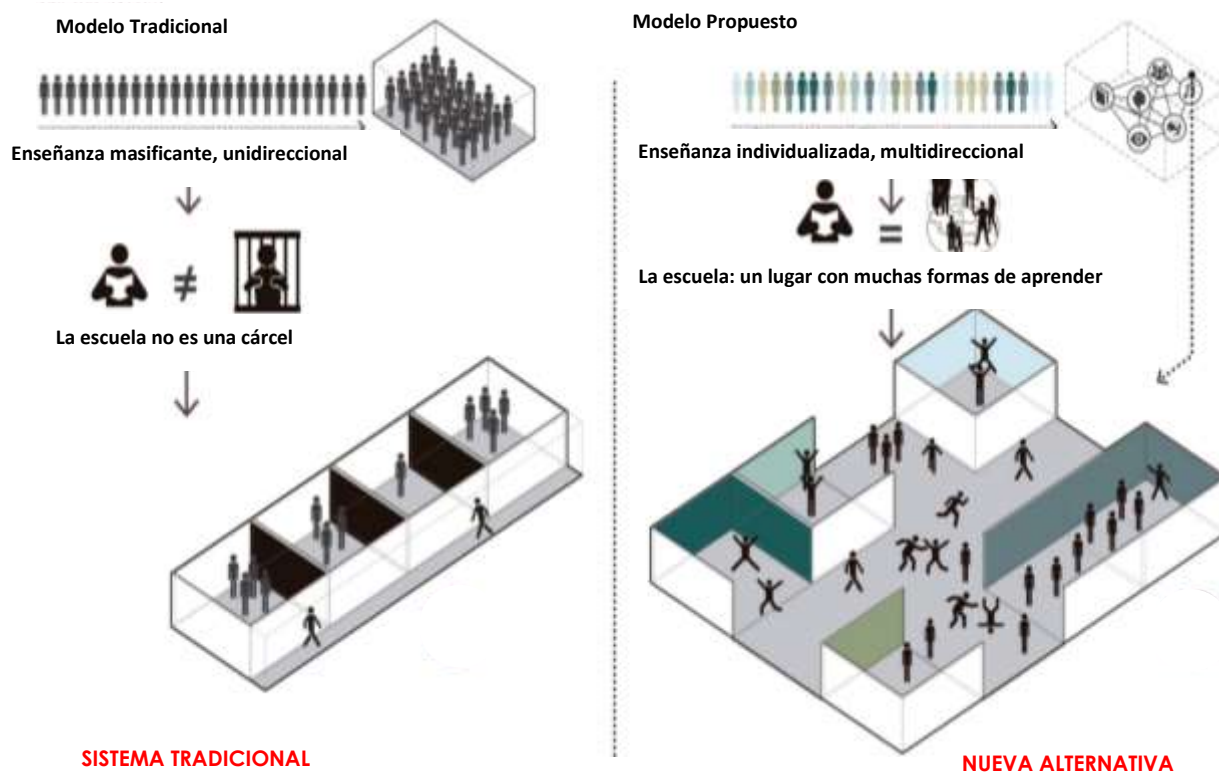 Modelo Tradicional
Enseñanza masificante, unidireccional
≠
La escuela no es una cárcel
SISTEMA TRADICIONAL
Modelo Propuesto
Enseñanza individualizada, multidireccional
=
La escuela: un lugar con muchas formas de aprender
NUEVA ALTERNATIVA